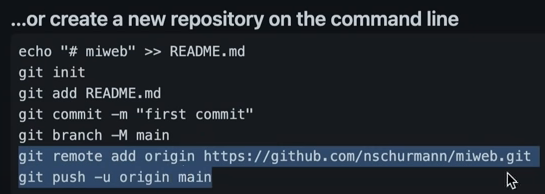 ...or create a new repository on the command line
echo "# miweb" >> README.md
git init
git add README.md
git commit -m "first commit"
git branch -M main
git remote add origin https://github.com/nschurmann/miweb.git
git push -u origin main